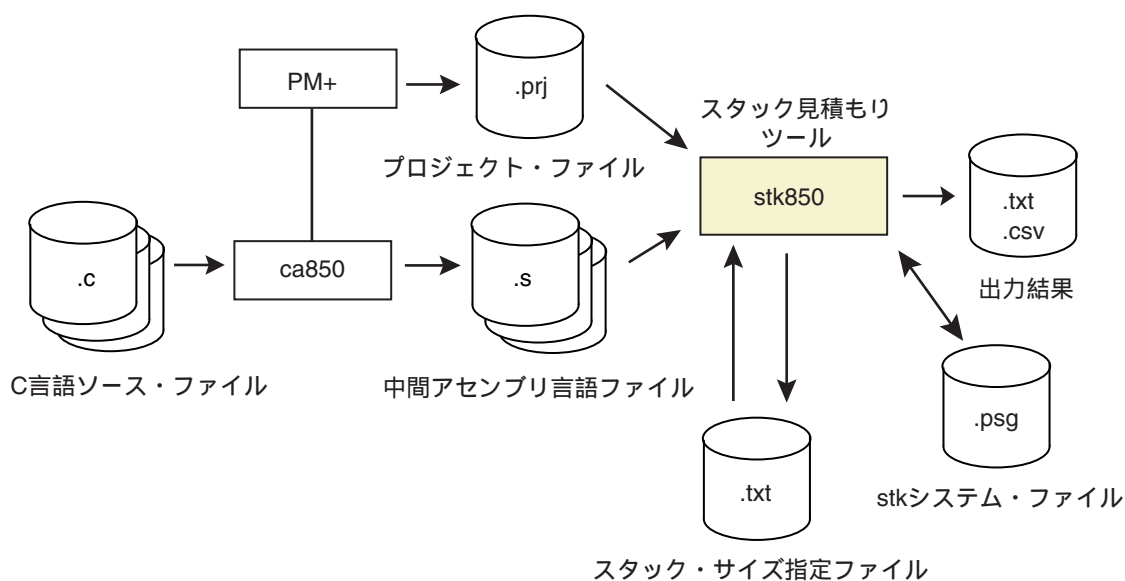 PM+
.prj
プロジェクト・ファイル
スタック見積もり
ツール
stk850
.txt
.csv
出力結果
.c
C言語ソース・ファイル
ca850
.s
中間アセンブリ言語ファイル
.psg
stkシステム・ファイル
.txt
スタック・サイズ指定ファイル